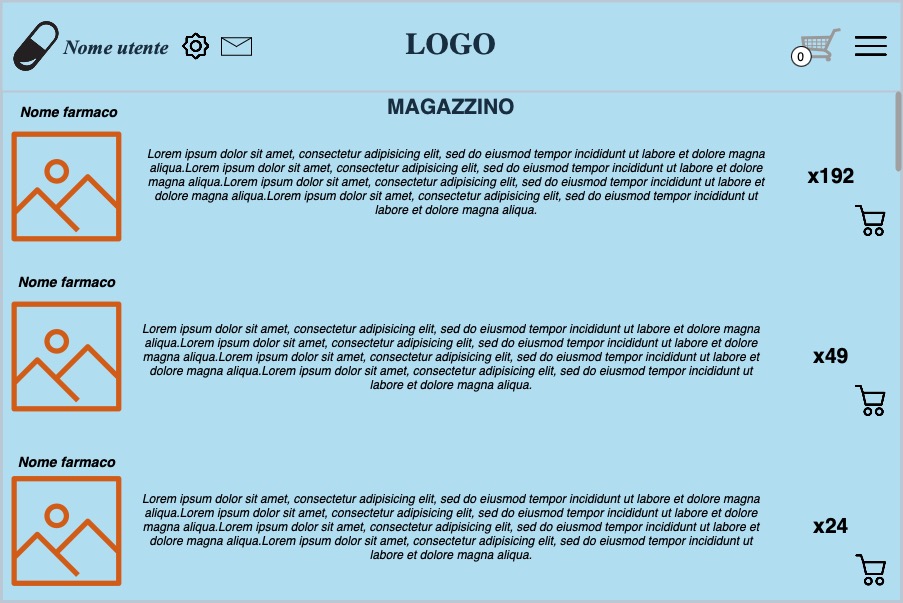 Nome utente
LOGO
0
MAGAZZINO
Nome farmaco
Lorem ipsum dolor sit amet, consectetur adipisicing elit, sed do eiusmod tempor incididunt ut labore et dolore magna
aliqua.Lorem ipsum dolor sit amet, consectetur adipisicing elit, sed do eiusmod tempor incididunt ut labore et dolore
magna aliqua.Lorem ipsum dolor sit amet, consectetur adipisicing elit, sed do eiusmod tempor incididunt ut labore et
dolore magna aliqua.Lorem ipsum dolor sit amet, consectetur adipisicing elit, sed do eiusmod tempor incididunt ut
labore et dolore magna aliqua.
x192
Nome farmaco
Lorem ipsum dolor sit amet, consectetur adipisicing elit, sed do eiusmod tempor incididunt ut labore et dolore magna
aliqua.Lorem ipsum dolor sit amet, consectetur adipisicing elit, sed do eiusmod tempor incididunt ut labore et dolore
magna aliqua.Lorem ipsum dolor sit amet, consectetur adipisicing elit, sed do eiusmod tempor incididunt ut labore et
dolore magna aliqua.Lorem ipsum dolor sit amet, consectetur adipisicing elit, sed do eiusmod tempor incididunt ut
labore et dolore magna aliqua.
x49
Nome farmaco
Lorem ipsum dolor sit amet, consectetur adipisicing elit, sed do eiusmod tempor incididunt ut labore et dolore magna
aliqua.Lorem ipsum dolor sit amet, consectetur adipisicing elit, sed do eiusmod tempor incididunt ut labore et dolore
magna aliqua.Lorem ipsum dolor sit amet, consectetur adipisicing elit, sed do eiusmod tempor incididunt ut labore et
dolore magna aliqua.Lorem ipsum dolor sit amet, consectetur adipisicing elit, sed do eiusmod tempor incididunt ut
labore et dolore magna aliqua.
x24